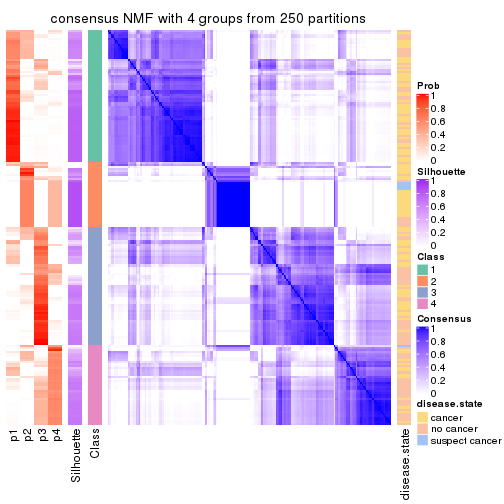 consensus NMF with 4 groups from 250 partitions
Prob
1
0.8
0.6
0.4
0.2
0
Silhouette
1
0.8
0.6
0.4
0.2
0
Class
1
2
3
4
Consensus
1
0.8
0.6
0.4
0.2
0
disease.state
cancer
no cancer
suspect cancer
p1
p2
p3
p4
Silhouette
Class
disease.state